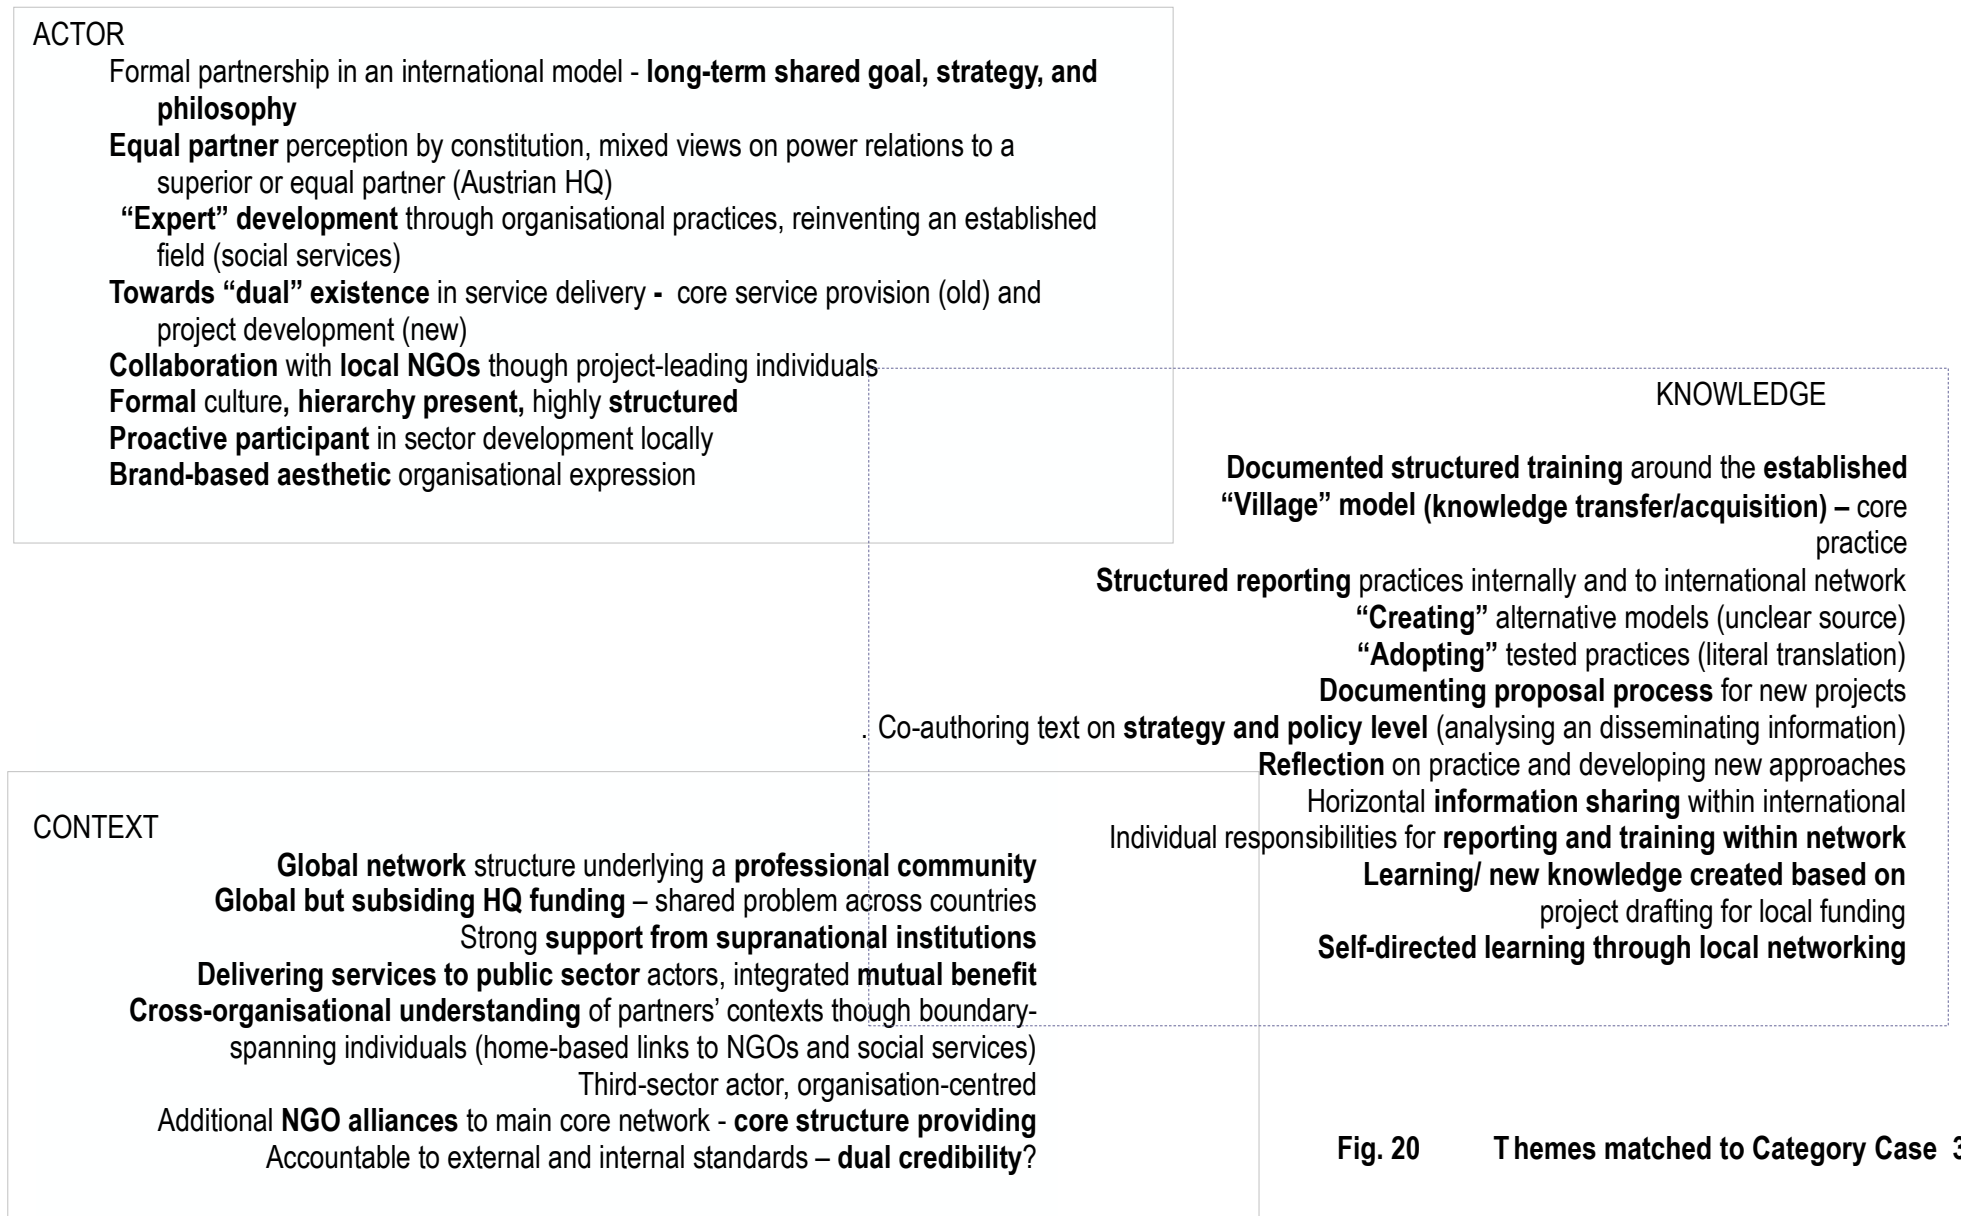 ACTOR
Formal partnership in an international model - long-term shared goal, strategy, and
philosophy
Equal partner perception by constitution, mixed views on power relations to a
superior or equal partner (Austrian HQ)
“Expert” development through organisational practices, reinventing an established
field (social services)
Towards “dual” existence in service delivery - core service provision (old) and
project development (new)
Collaboration with local NGOs though project-leading individuals
Formal culture, hierarchy present, highly structured
Proactive participant in sector development locally
Brand-based aesthetic organisational expression
KNOWLEDGE
Documented structured training around the established
“Village” model (knowledge transfer/acquisition) – core
practice
Structured reporting practices internally and to international network
“Creating” alternative models (unclear source)
“Adopting” tested practices (literal translation)
Documenting proposal process for new projects
. Co-authoring text on strategy and policy level (analysing an disseminating information)
Reflection on practice and developing new approaches
Horizontal information sharing within international
Individual responsibilities for reporting and training within network
Learning/ new knowledge created based on
project drafting for local funding
Self-directed learning through local networking
CONTEXT
Global network structure underlying a professional community
Global but subsiding HQ funding – shared problem across countries
Strong support from supranational institutions
Delivering services to public sector actors, integrated mutual benefit
Cross-organisational understanding of partners’ contexts though boundary-
spanning individuals (home-based links to NGOs and social services)
Third-sector actor, organisation-centred
Additional NGO alliances to main core network - core structure providing
Accountable to external and internal standards – dual credibility?
Fig. 20 Themes matched to Category Case 3